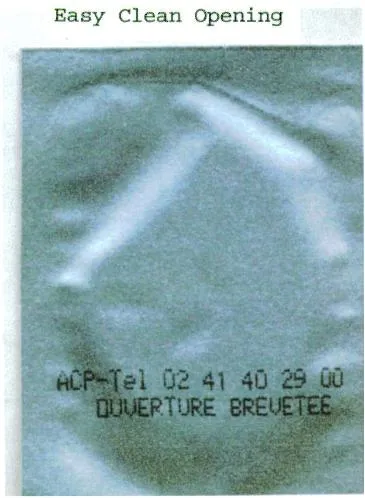 Easy Clean Opening
ACP-Tel 02 41 40 29 00
OUVERTURE BREVETEE